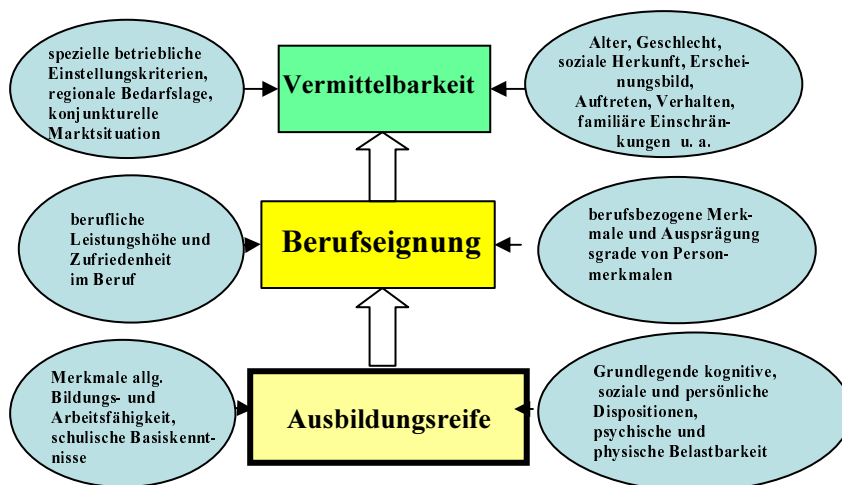 spezielle betriebliche
Einstellungskriterien,
regionale Bedarfslage,
konjunkturelle
Marktsituation
Vermittelbarkeit
Alter, Geschlecht,
soziale Herkunft, Erschei-
nungsbild,
Auftreten, Verhalten,
familiäre Einschrän-
kungen u. a.
berufliche
Leistungshöhe und
Zufriedenheit
im Beruf
Berufseignung
berufsbezogene Merk-
male und Auspsrägung
sgrade von Person-
merkmalen
Merkmale allg.
Bildungs- und
Arbeitsfähigkeit,
schulische Basiskennt-
nisse
Ausbildungsreife
Grundlegende kognitive,
soziale und persönliche
Dispositionen,
psychische und
physische Belastbarkeit